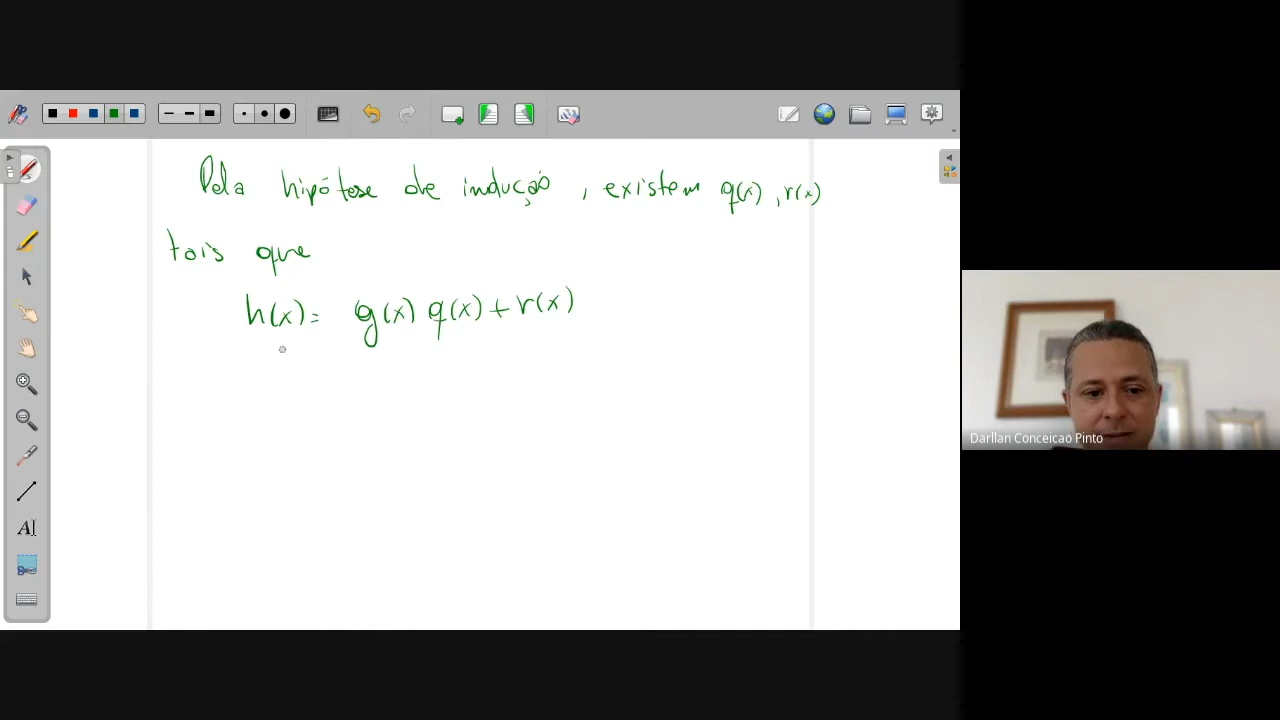 Pela hipótese de indução, existem q(x), r(x)
tais que
h(x)= g(x) q(x) + r(x)
Darllan Conceicao Pinto